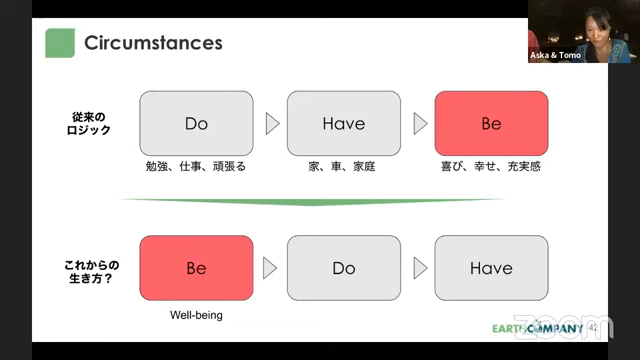 Circumstances
Aska & Tomo
従来の
ロジック
Do
Have
Be
勉強、仕事、頑張る
家、車、家庭
喜び、幸せ、充実感
これからの
生き方？
Be
Do
Have
Well-being
EARTH COMPANY
42
zoom